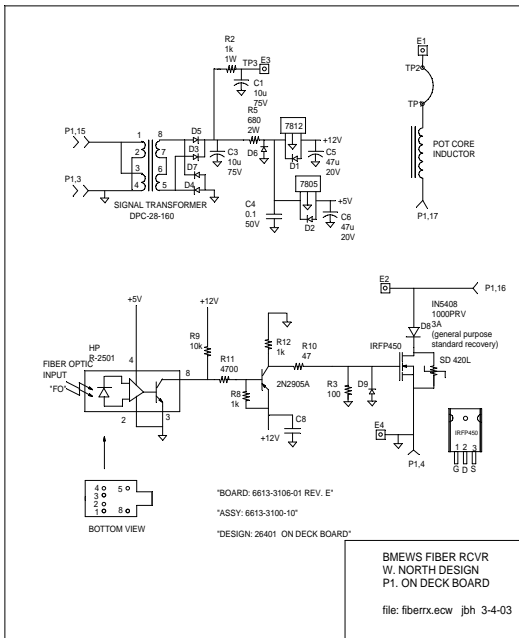 R2
1k
1W
TP3
E3
C1
10u
75V
E1
TP2
TP1
POT CORE
INDUCTOR
P1,17
P1,15
P1,3
1
2
3
4
8
7
6
5
D5
D3
D7
D4
SIGNAL TRANSFORMER
DPC-28-160
C3
10u
75V
R5
680
2W
D6
7812
D1
+12V
C5
47u
20V
7805
D2
+5V
C4
0.1
50V
C6
47u
20V
E2
P1,16
IN5408
1000PRV
3A
D8
(general purpose
standard recovery)
+5V
+12V
HP
R-2501
4
FIBER OPTIC
INPUT
"FO"
8
2
3
R9
10k
R11
4700
R8
1k
R12
1k
R10
47
2N2905A
+12V
C8
R3
100
D9
IRFP450
SD 420L
E4
P1,4
IRFP450
1 2 3
G D S
4 5
3
2
1 8
BOTTOM VIEW
"BOARD: 6613-3106-01 REV. E"
"ASSY: 6613-3100-10"
"DESIGN: 26401 ON DECK BOARD"
BMEWS FIBER RCVR
W. NORTH DESIGN
P1. ON DECK BOARD
file: fiberrx.ecw jbh 3-4-03